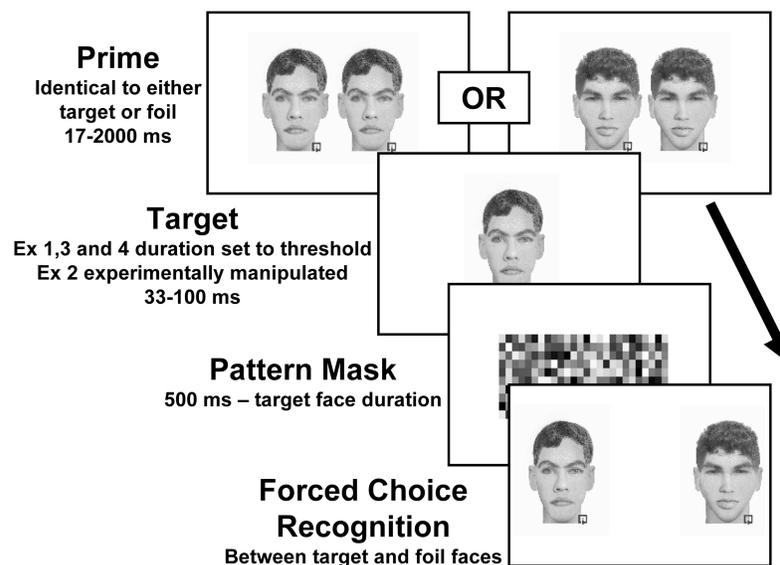 Prime
Identical to either
target or foil
17-2000 ms
OR
Target
Ex 1,3 and 4 duration set to threshold
Ex 2 experimentally manipulated
33-100 ms
Pattern Mask
500 ms – target face duration
Forced Choice
Recognition
Between target and foil faces